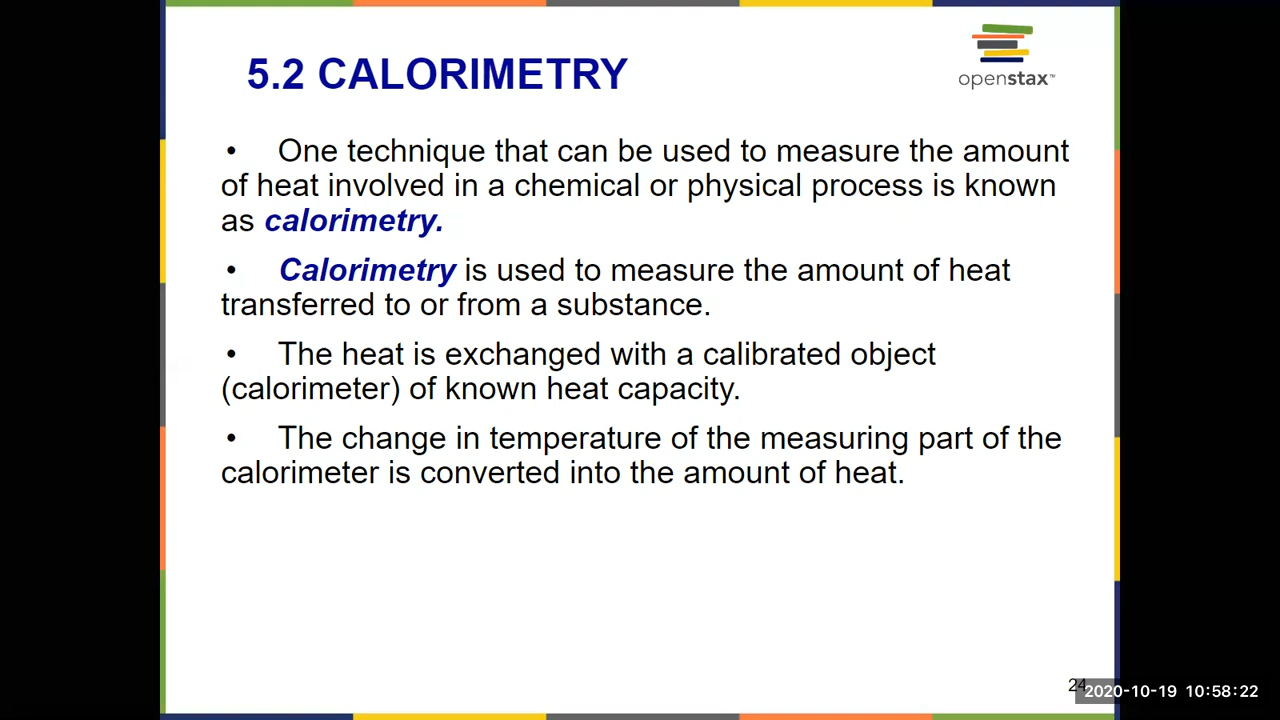 5.2 CALORIMETRY
openstax™
• One technique that can be used to measure the amount
of heat involved in a chemical or physical process is known
as calorimetry.
• Calorimetry is used to measure the amount of heat
transferred to or from a substance.
• The heat is exchanged with a calibrated object
(calorimeter) of known heat capacity.
• The change in temperature of the measuring part of the
calorimeter is converted into the amount of heat.
24
2020-10-19 10:58:22